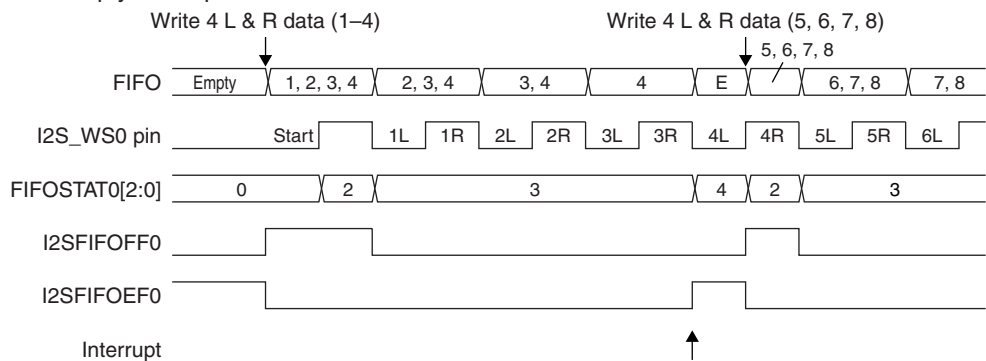 Write 4 L & R data (1–4) Write 4 L & R data (5, 6, 7, 8)
5, 6, 7, 8
FIFO Empty 1, 2, 3, 4 2, 3, 4 3, 4 4 E 6, 7, 8 7, 8
I2S_WS0 pin Start 1L 1R 2L 2R 3L 3R 4L 4R 5L 5R 6L
FIFOSTAT0[2:0] 0 2 3 4 2 3
I2SFIFOFF0
I2SFIFOEF0
Interrupt